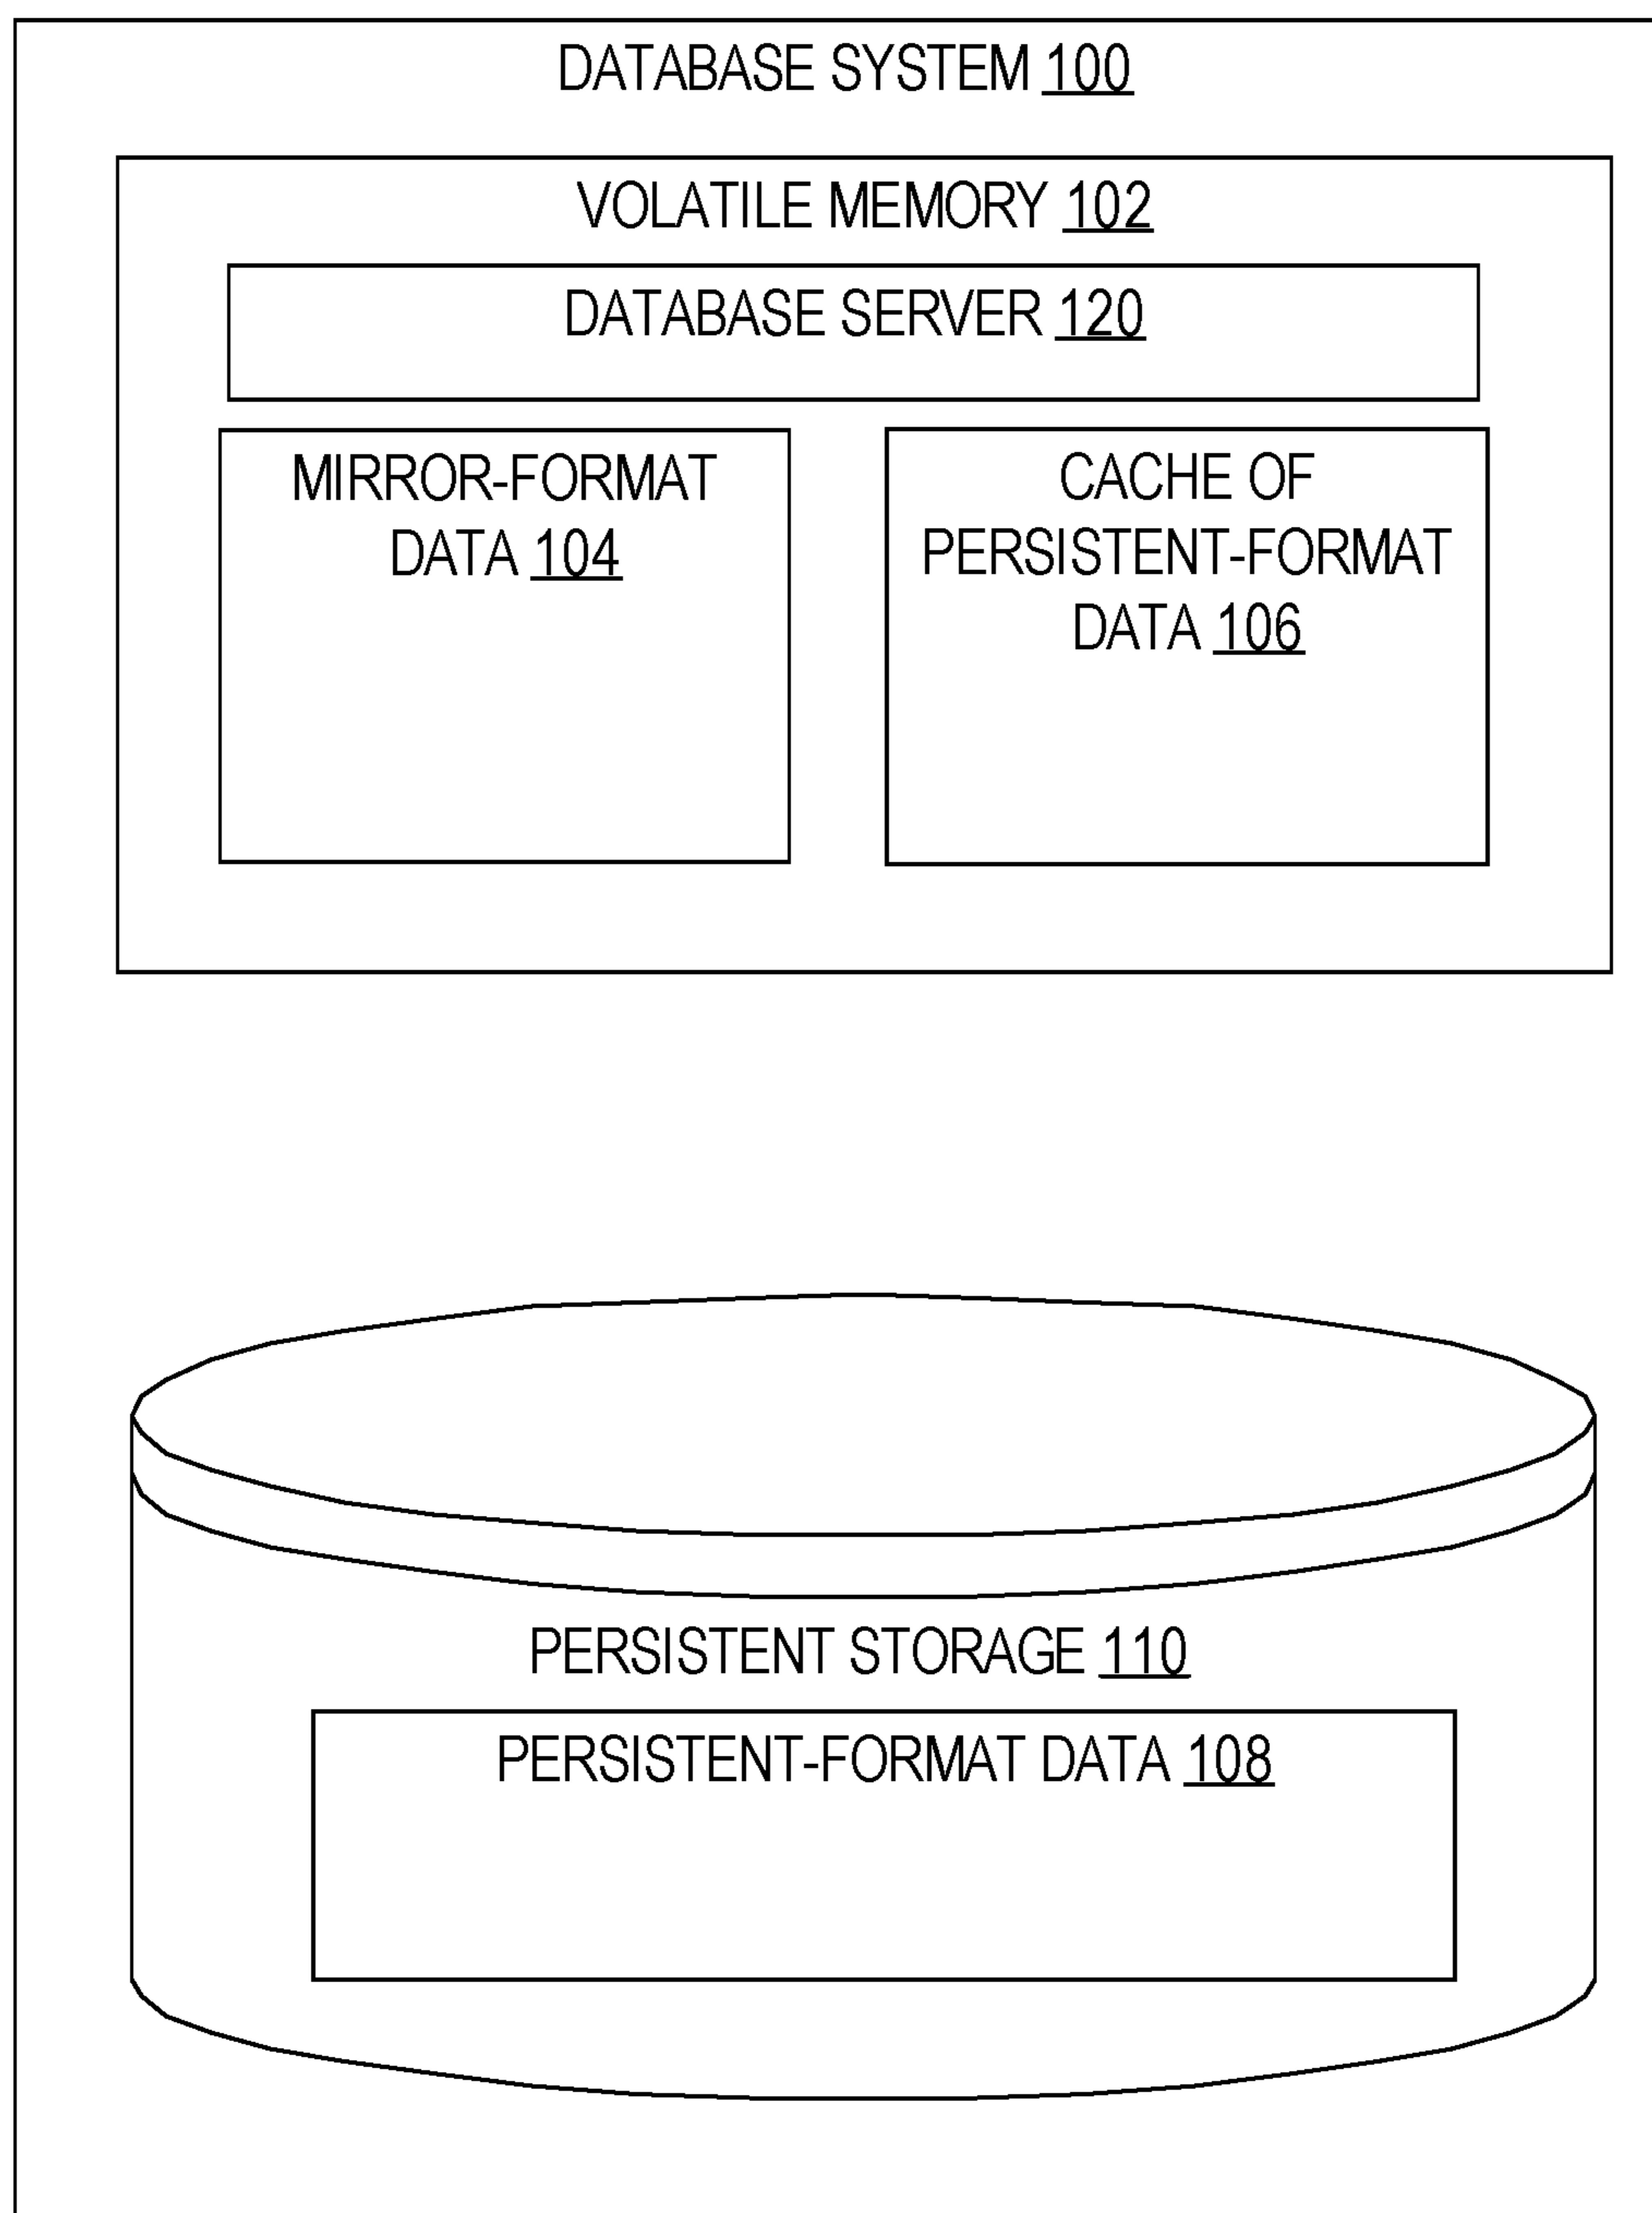 DATABASE SYSTEM 100
VOLATILE MEMORY 102
DATABASE SERVER 120
MIRROR-FORMAT
DATA 104
CACHE OF
PERSISTENT-FORMAT
DATA 106
PERSISTENT STORAGE 110
PERSISTENT-FORMAT DATA 108